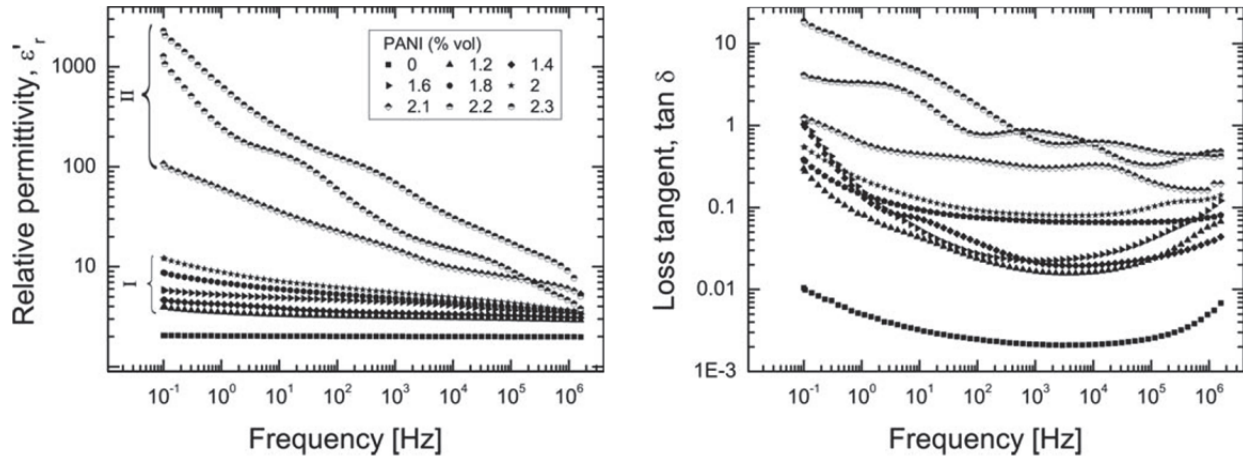 Relative permittivity, ε'r
1000
100
10
II
I
PANI (% vol)
0 1.2 1.4
1.6 1.8 2
2.1 2.2 2.3
10-1 100 101 102 103 104 105 106
Frequency [Hz]
Loss tangent, tan δ
10
1
0.1
0.01
1E-3
10-1 100 101 102 103 104 105 106
Frequency [Hz]